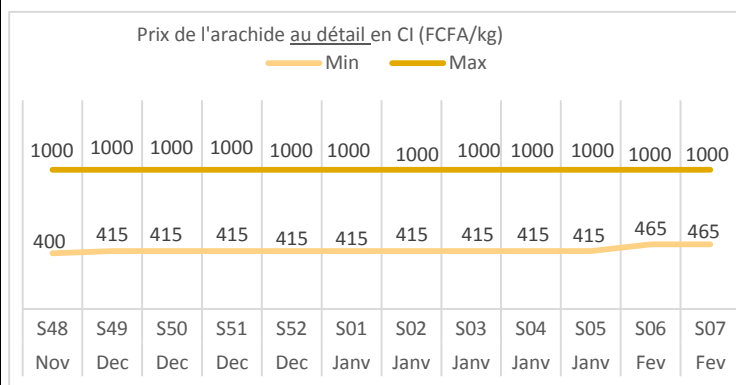 Prix de l'arachide au détail en CI (FCFA/kg)
Min Max
1000 1000 1000 1000 1000 1000 1000 1000 1000 1000 1000 1000
400 415 415 415 415 415 415 415 415 415 465 465
S48 S49 S50 S51 S52 S01 S02 S03 S04 S05 S06 S07
Nov Dec Dec Dec Dec Janv Janv Janv Janv Janv Fev Fev